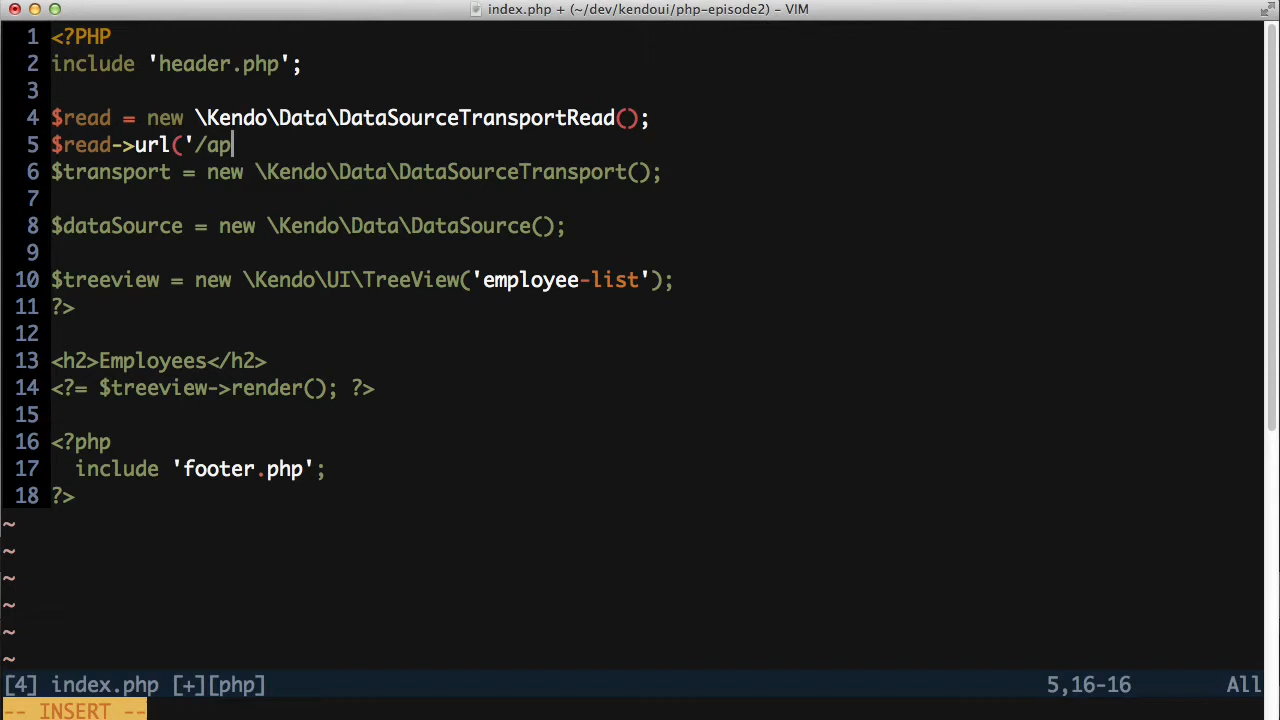 index.php + (~/dev/kendoui/php-episode2) – VIM
1 <?PHP
2 include 'header.php';
3
4 $read = new \Kendo\Data\DataSourceTransportRead();
5 $read->url('/ap
6 $transport = new \Kendo\Data\DataSourceTransport();
7
8 $dataSource = new \Kendo\Data\DataSource();
9
10 $treeview = new \Kendo\UI\TreeView('employee-list');
11 ?>
12
13 <h2>Employees</h2>
14 <?= $treeview->render(); ?>
15
16 <?php
17   include 'footer.php';
18 ?>
~
~
~
~
~
~
[4] index.php [+][php] 5,16-16 All
-- INSERT --